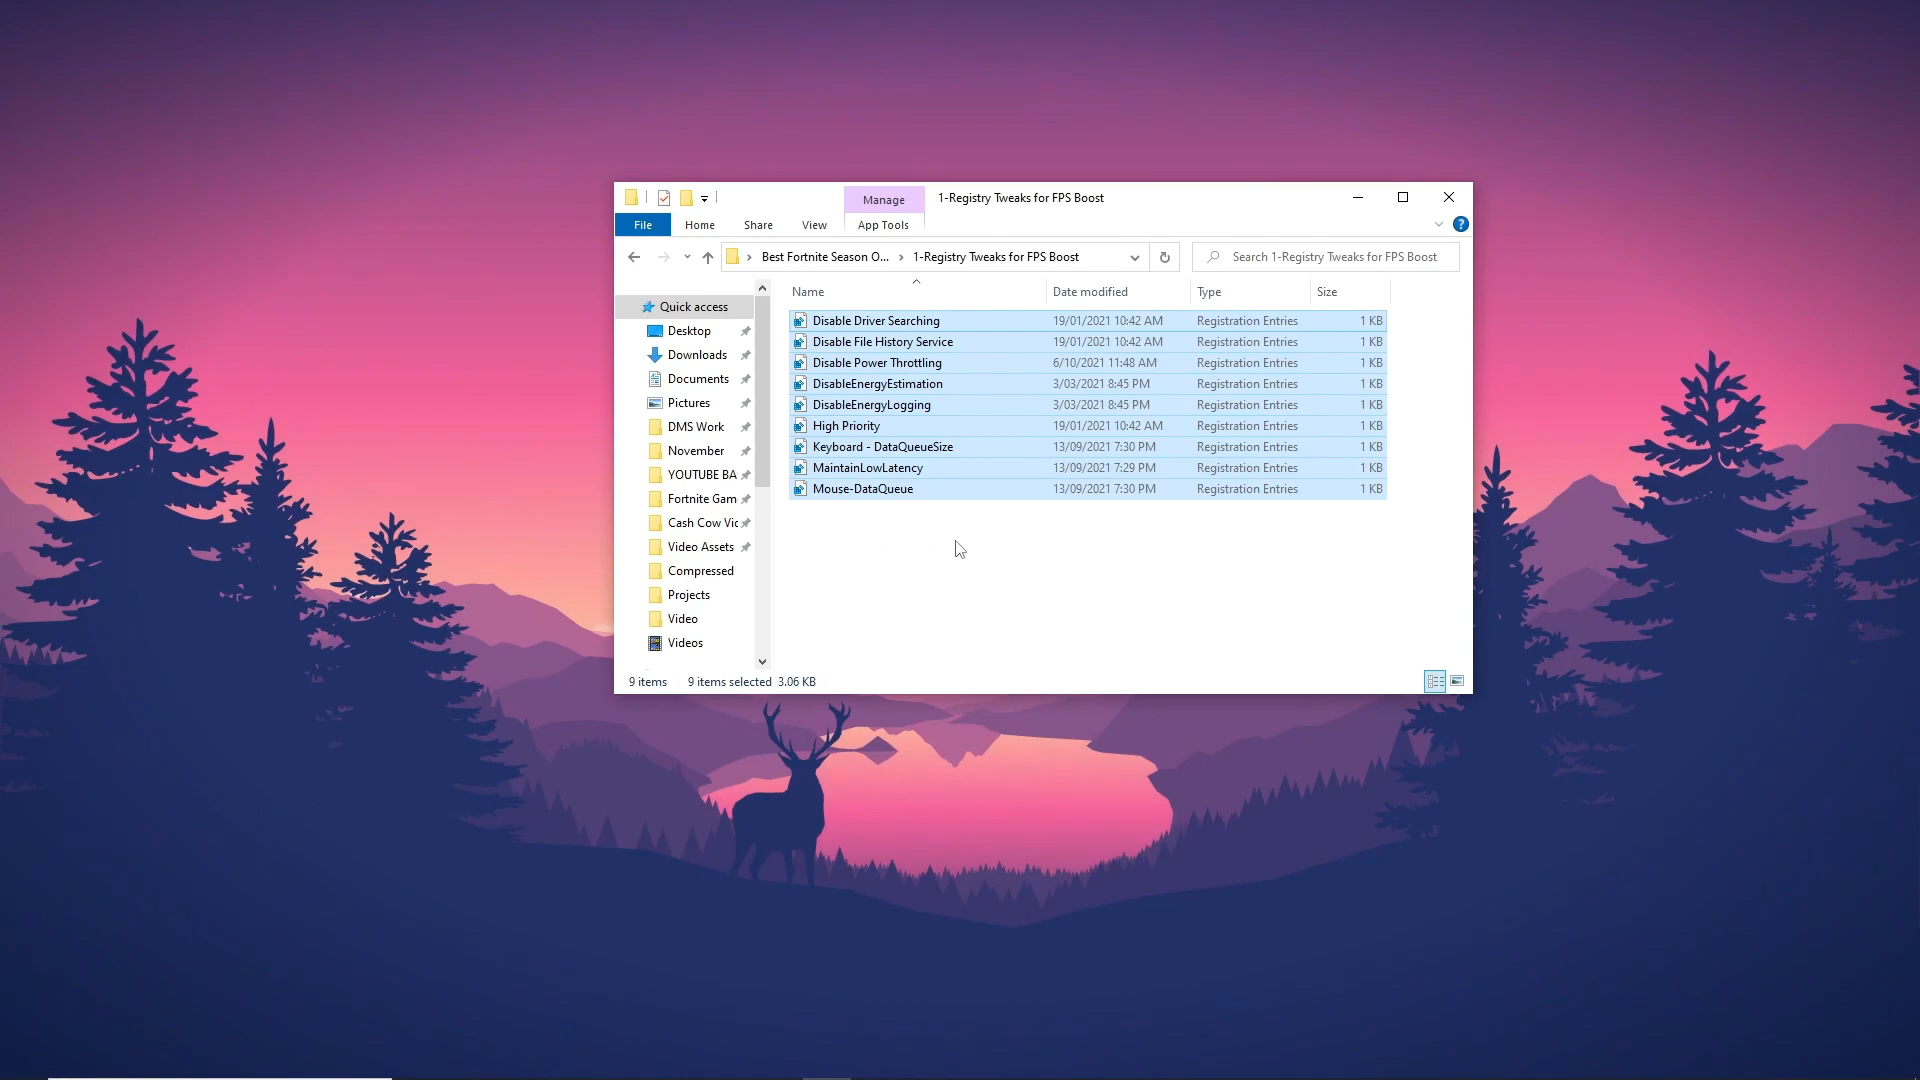 Manage
1-Registry Tweaks for FPS Boost
File
Home
Share
View
App Tools
?
Best Fortnite Season O...
1-Registry Tweaks for FPS Boost
Search 1-Registry Tweaks for FPS Boost
Name
Date modified
Type
Size
Quick access
Desktop
Downloads
Documents
Pictures
DMS Work
November
YOUTUBE BA
Fortnite Gam
Cash Cow Vic
Video Assets
Compressed
Projects
Video
Videos
Disable Driver Searching 19/01/2021 10:42 AM Registration Entries 1 KB
Disable File History Service 19/01/2021 10:42 AM Registration Entries 1 KB
Disable Power Throttling 6/10/2021 11:48 AM Registration Entries 1 KB
DisableEnergyEstimation 3/03/2021 8:45 PM Registration Entries 1 KB
DisableEnergyLogging 3/03/2021 8:45 PM Registration Entries 1 KB
High Priority 19/01/2021 10:42 AM Registration Entries 1 KB
Keyboard - DataQueueSize 13/09/2021 7:30 PM Registration Entries 1 KB
MaintainLowLatency 13/09/2021 7:29 PM Registration Entries 1 KB
Mouse-DataQueue 13/09/2021 7:30 PM Registration Entries 1 KB
9 items
9 items selected 3.06 KB